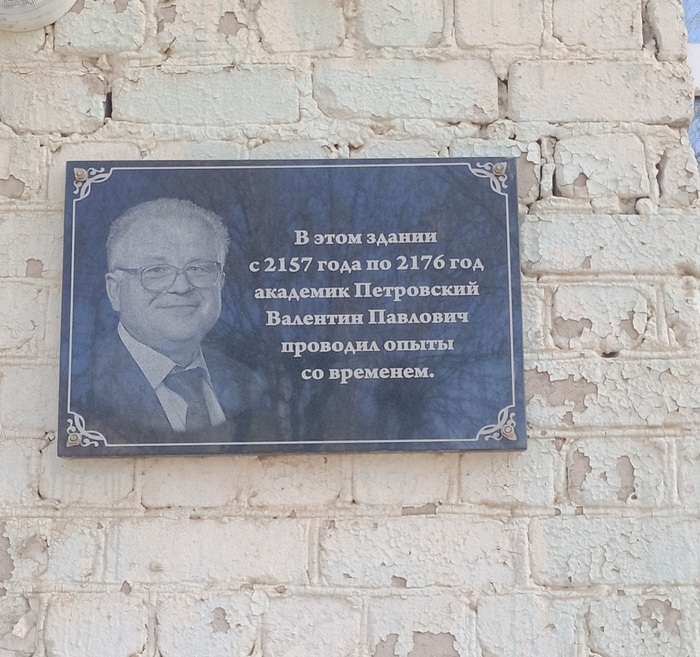 В этом здании
с 2157 года по 2176 год
академик Петровский
Валентин Павлович
проводил опыты
со временем.